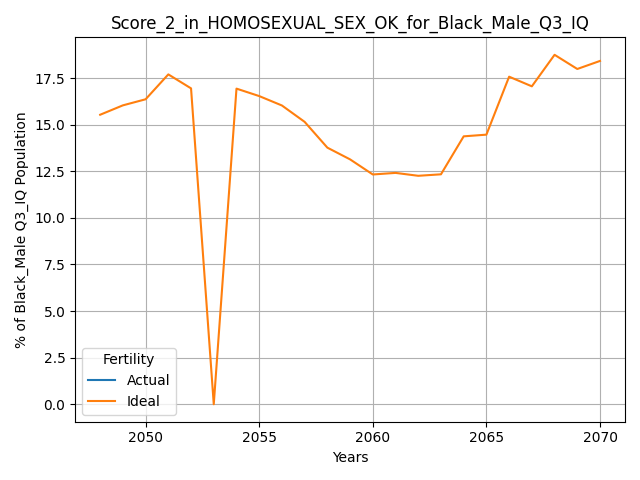 Score_2_in_HOMOSEXUAL_SEX_OK_for_Black_Male_Q3_IQ
% of Black_Male Q3_IQ Population
17.5
15.0
12.5
10.0
7.5
5.0
2.5
0.0
Fertility
Actual
Ideal
2050 2055 2060 2065 2070
Years